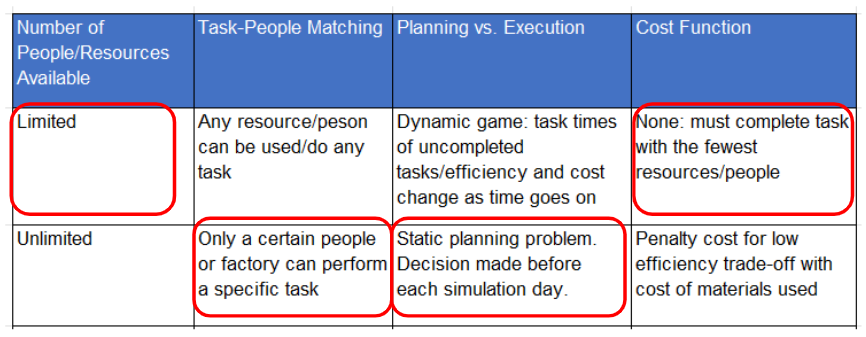 Number of
People/Resources
Available
Task-People Matching
Planning vs. Execution
Cost Function
Limited
Any resource/peson
can be used/do any
task
Dynamic game: task times
of uncompleted
tasks/efficiency and cost
change as time goes on
None: must complete task
with the fewest
resources/people
Unlimited
Only a certain people
or factory can perform
a specific task
Static planning problem.
Decision made before
each simulation day.
Penalty cost for low
efficiency trade-off with
cost of materials used